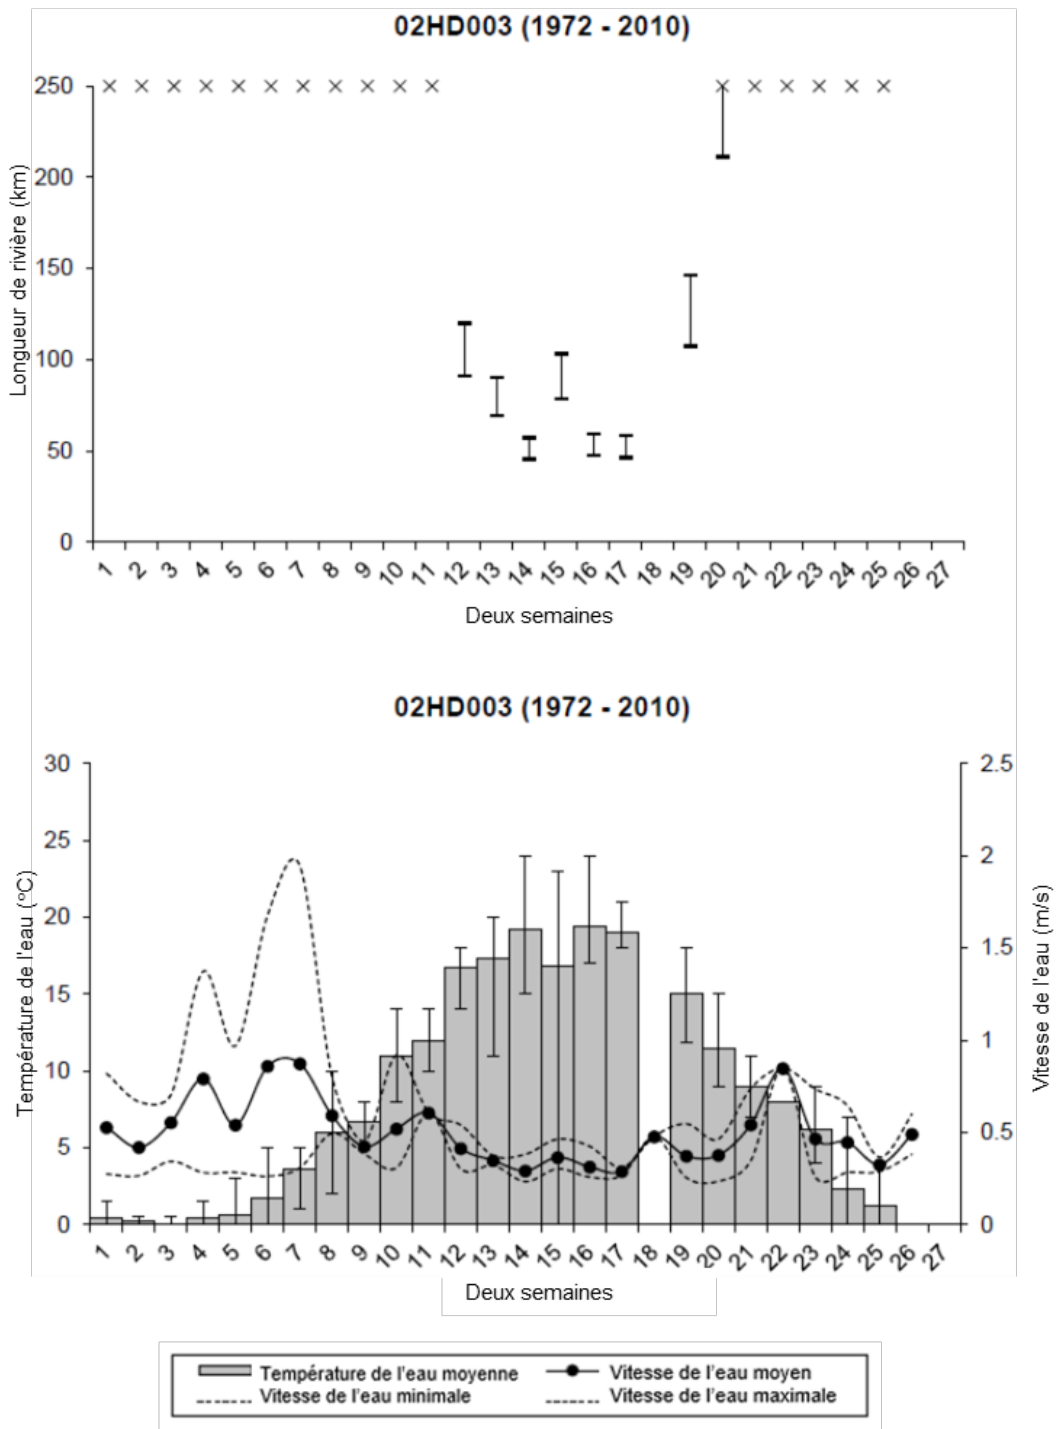 02HD003 (1972 - 2010)
Longueur de rivière (km)
250
200
150
100
50
0
1 2 3 4 5 6 7 8 9 10 11 12 13 14 15 16 17 18 19 20 21 22 23 24 25 26 27
Deux semaines
02HD003 (1972 - 2010)
Température de l'eau (°C)
30
25
20
15
10
5
0
2.5
2
1.5
1
0.5
0
Vitesse de l'eau (m/s)
1 2 3 4 5 6 7 8 9 10 11 12 13 14 15 16 17 18 19 20 21 22 23 24 25 26 27
Deux semaines
Température de l'eau moyenne
Vitesse de l'eau moyen
Vitesse de l'eau minimale
Vitesse de l'eau maximale